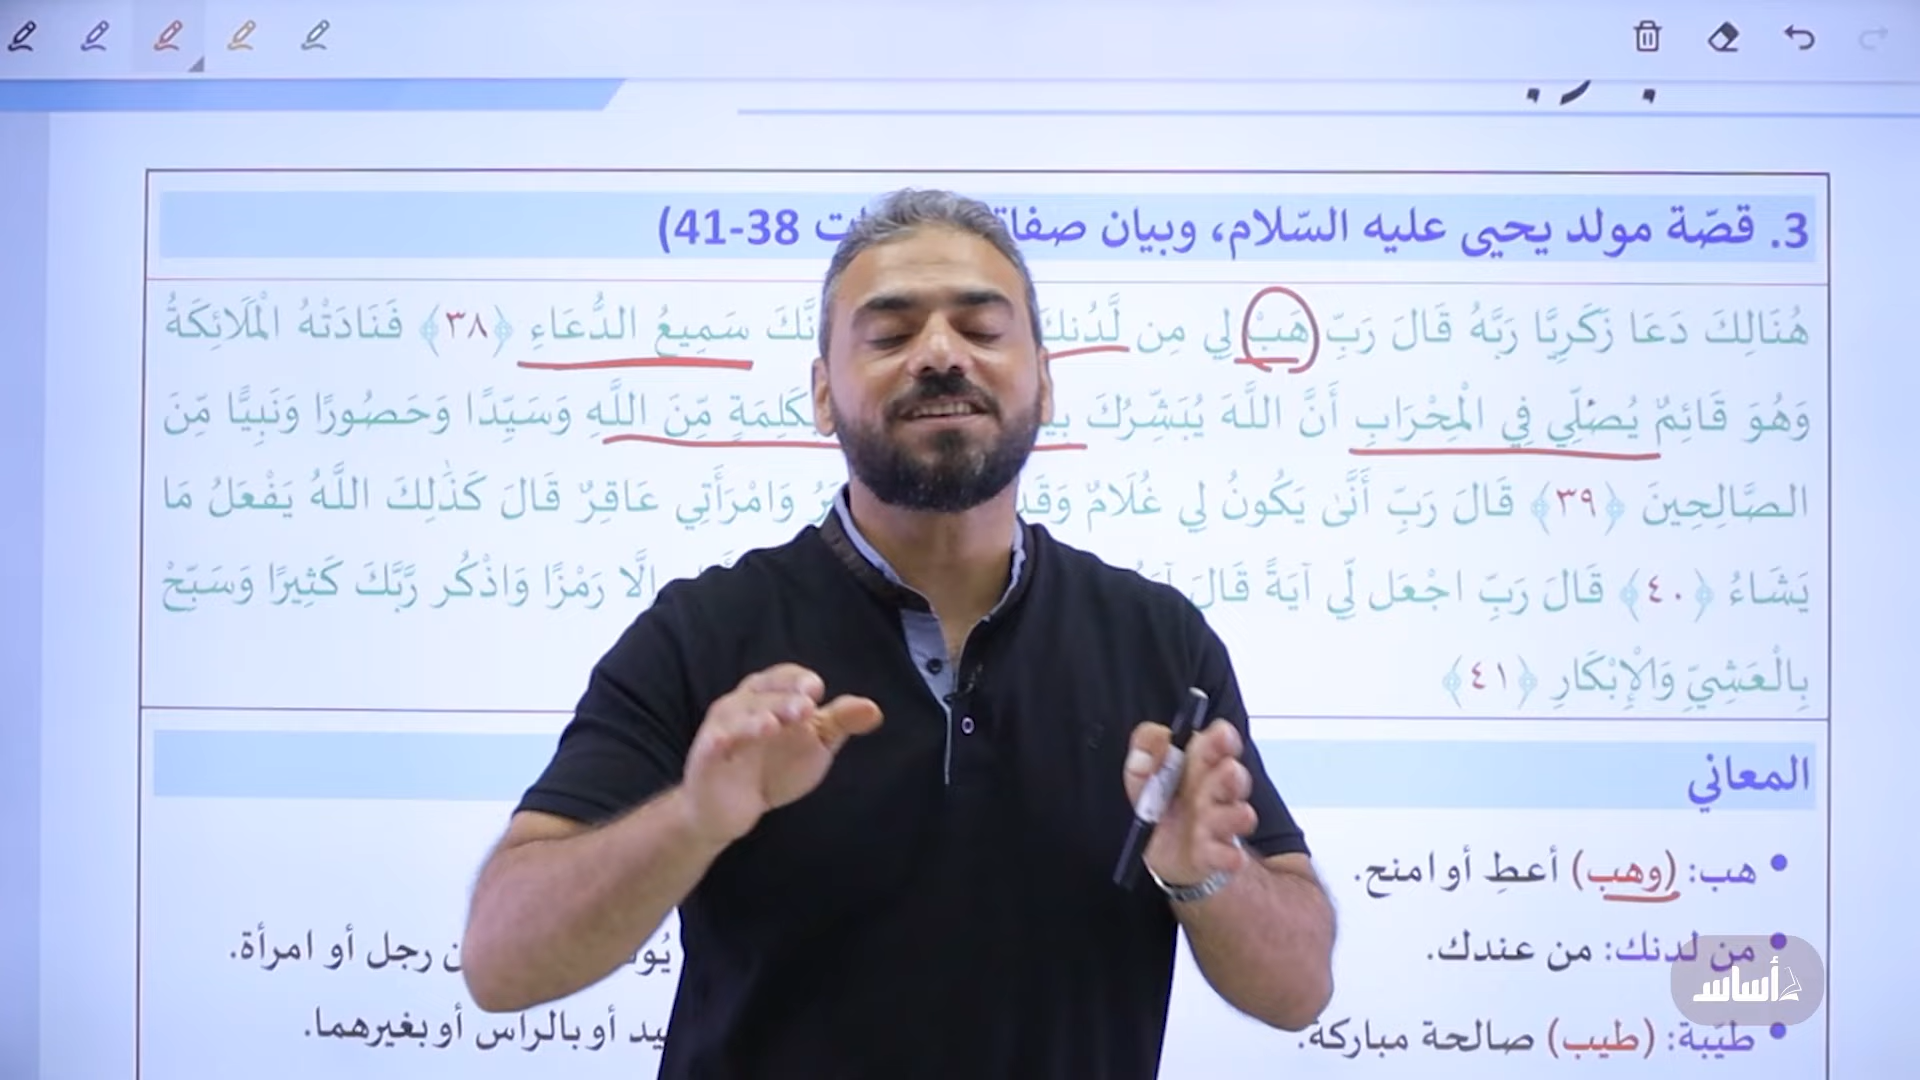 3. قصّة مولد يحيى عليه السّلام، وبيان 41-38)
هُنَالِكَ دَعَا زَكَرِيَّا رَبَّهُ قَالَ رَبِّ هَبْ لِي مِن لَّدُنكَ سَمِيعُ الدُّعَاءِ ﴿٣٨﴾ فَنَادَتْهُ الْمَلَائِكَةُ
وَهُوَ قَائِمٌ يُصَلِّي فِي الْمِحْرَابِ أَنَّ اللَّهَ يُبَشِّرُكَ بِكَلِمَةٍ مِّنَ اللَّهِ وَسَيِّدًا وَحَصُورًا وَنَبِيًّا مِّنَ
الصَّالِحِينَ ﴿٣٩﴾ قَالَ رَبِّ أَنَّىٰ يَكُونُ لِي غُلَامٌ وَامْرَأَتِي عَاقِرٌ قَالَ كَذَٰلِكَ اللَّهُ يَفْعَلُ مَا
يَشَاءُ ﴿٤٠﴾ قَالَ رَبِّ اجْعَل لِّي آيَةً قَالَ إِلَّا رَمْزًا وَاذْكُر رَّبَّكَ كَثِيرًا وَسَبِّحْ
بِالْعَشِيِّ وَالْإِبْكَارِ ﴿٤١﴾
المعاني
• هب: (وهب) أعطِ أو امنح.
• من لدنك: من عندك.
رجل أو امرأة.
• طيّبة: (طيب) صالحة مباركة.
أو بالرأس أو بغيرهما.
أساس